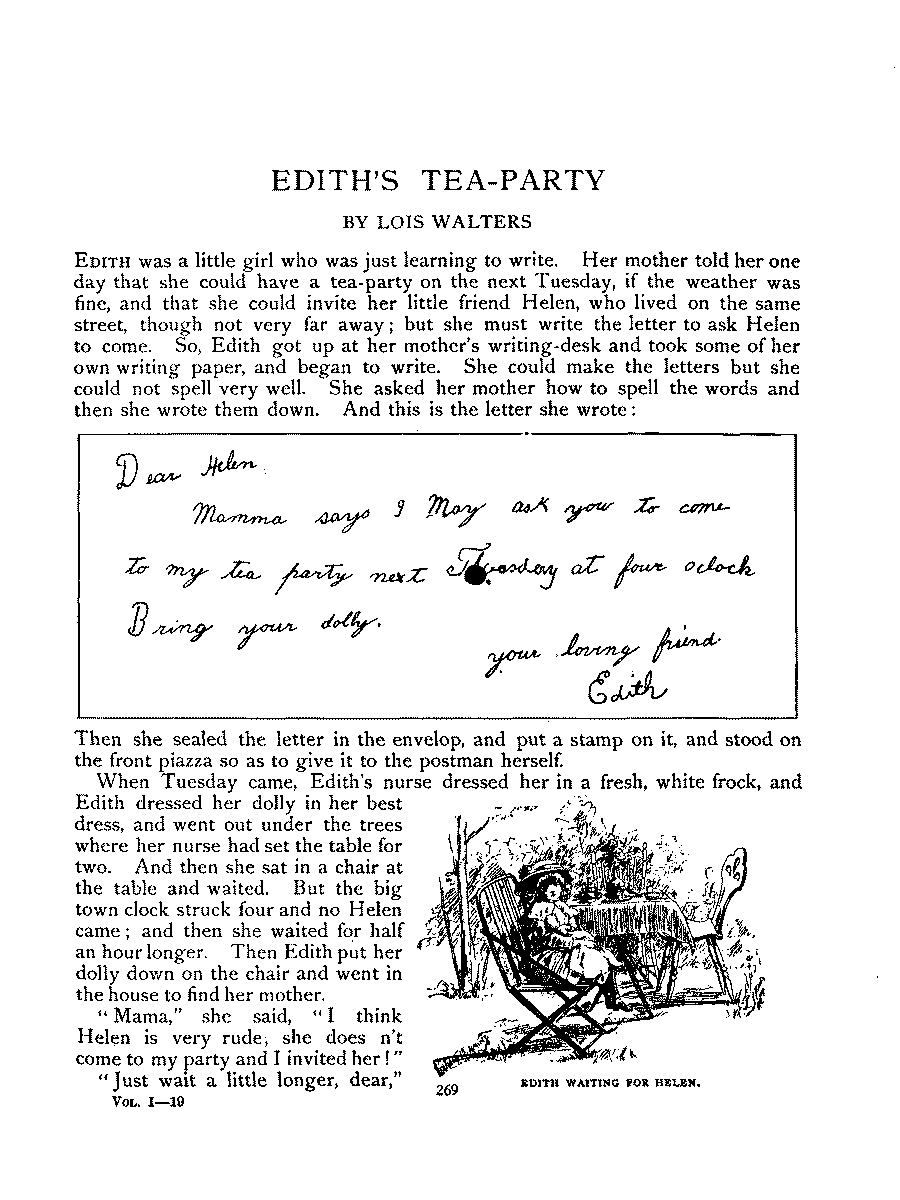 EDITH'S TEA-PARTY
BY LOIS WALTERS
EDITH was a little girl who was just learning to write. Her mother told her one
day that she could have a tea-party on the next Tuesday, if the weather was
fine, and that she could invite her little friend Helen, who lived on the same
street, though not very far away; but she must write the letter to ask Helen
to come. So, Edith got up at her mother's writing-desk and took some of her
own writing paper, and began to write. She could make the letters but she
could not spell very well. She asked her mother how to spell the words and
then she wrote them down. And this is the letter she wrote:
Dear Helen
Mamma says I May ask you to come
to my tea party next at four oclock
Bring your dolly.
your loving friend
Edith
Then she sealed the letter in the envelop, and put a stamp on it, and stood on
the front piazza so as to give it to the postman herself.
When Tuesday came, Edith's nurse dressed her in a fresh, white frock, and
Edith dressed her dolly in her best
dress, and went out under the trees
where her nurse had set the table for
two. And then she sat in a chair at
the table and waited. But the big
town clock struck four and no Helen
came; and then she waited for half
an hour longer. Then Edith put her
dolly down on the chair and went in
the house to find her mother.
"Mama," she said, "I think
Helen is very rude, she does n't
come to my party and I invited her!"
"Just wait a little longer, dear,"
VOL. I—19
269
EDITH WAITING FOR HELEN.